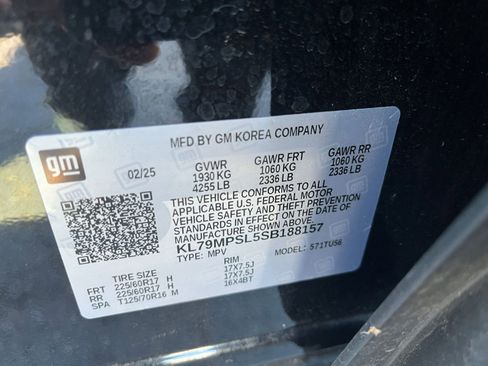 MFD BY GM KOREA COMPANY
gm
02/25 GVWR GAWR FRT GAWR RR
1930 KG 1060 KG 1060 KG
4255 LB 2336 LB 2336 LB
THIS VEHICLE CONFORMS TO ALL
APPLICABLE U.S. FEDERAL MOTOR
VEHICLE SAFETY, BUMPER, AND THEFT
PREVENTION STANDARDS IN EFFECT ON
THE DATE OF MANUFACTURE SHOWN ABOVE.
KL79MPSL5SB188157
TYPE: MPV MODEL: 571TU56
TIRE SIZE RIM
FRT 225/60R17 H 17X7.5J
RR 225/60R17 H 17X7.5J
SPA T125/70R16 M 16X4BT